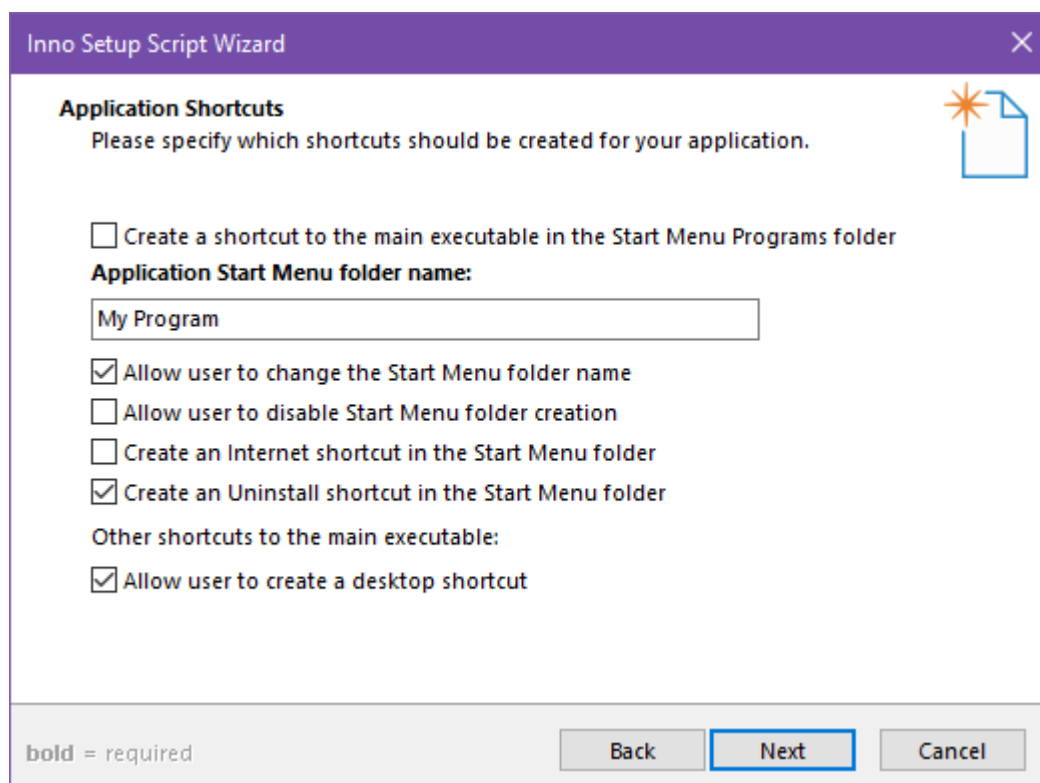 Inno Setup Script Wizard
Application Shortcuts
Please specify which shortcuts should be created for your application.
Create a shortcut to the main executable in the Start Menu Programs folder
Application Start Menu folder name:
My Program
Allow user to change the Start Menu folder name
Allow user to disable Start Menu folder creation
Create an Internet shortcut in the Start Menu folder
Create an Uninstall shortcut in the Start Menu folder
Other shortcuts to the main executable:
Allow user to create a desktop shortcut
bold = required
Back
Next
Cancel